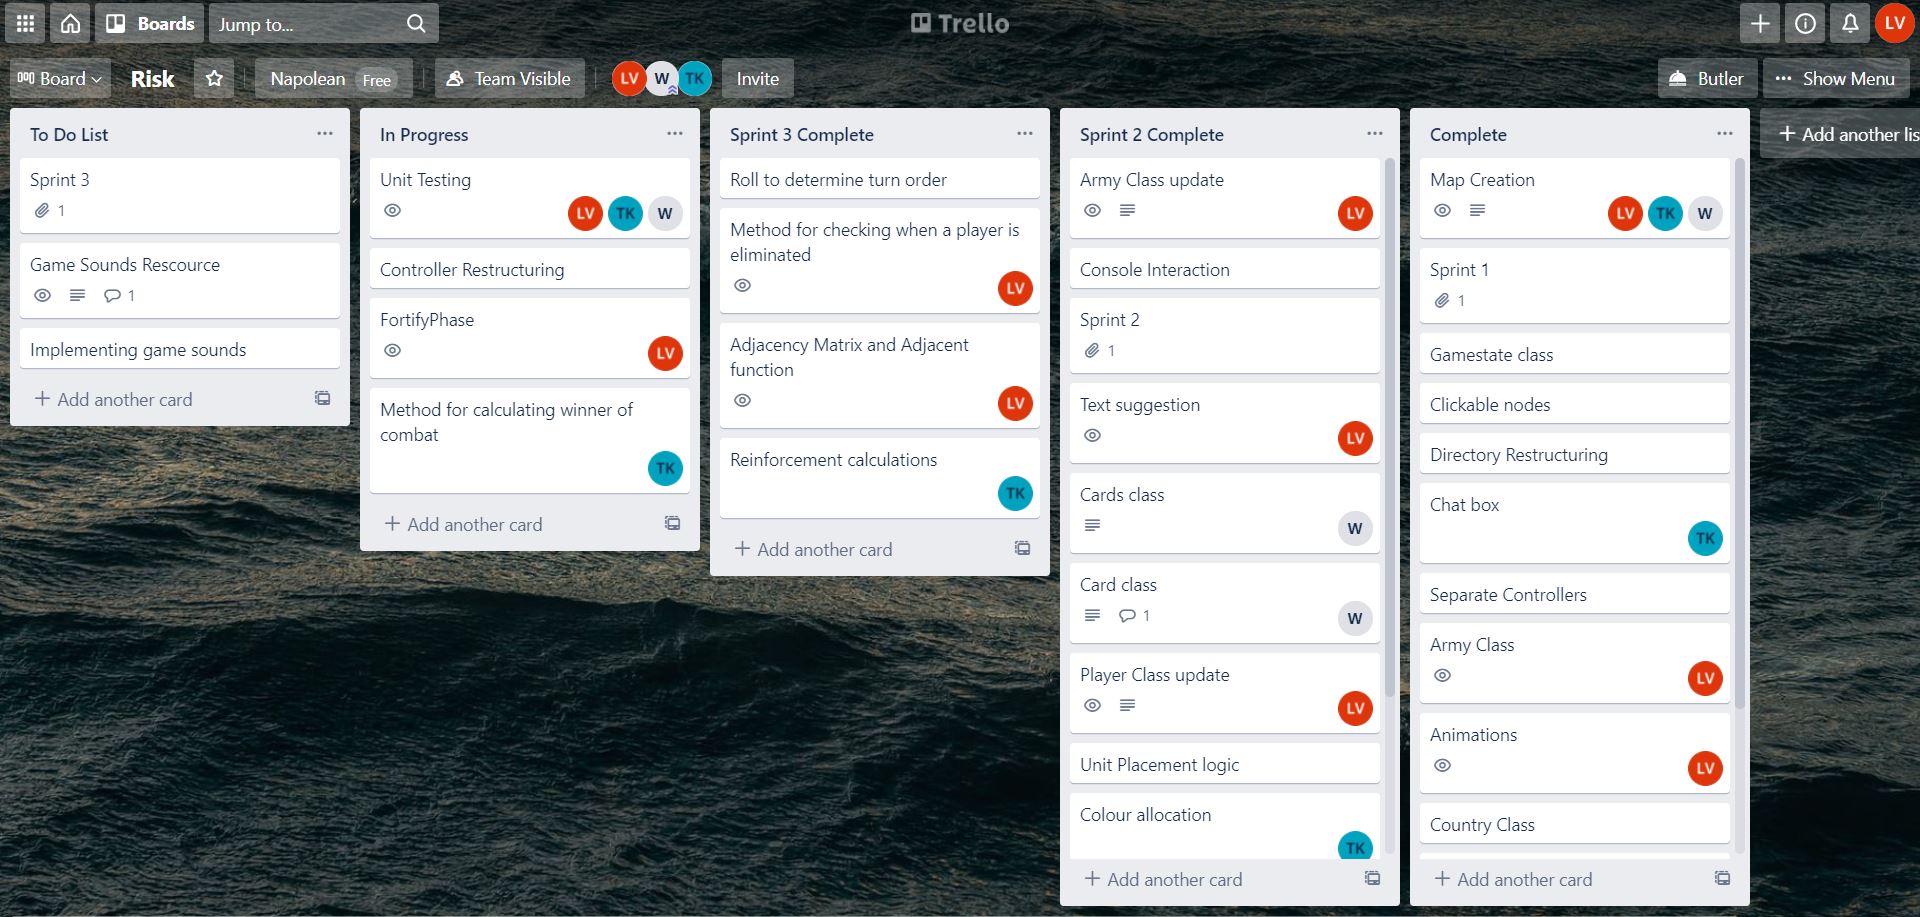 Boards
Jump to...
Trello
LV
Board
Risk
Napolean Free
Team Visible
LV W TK
Invite
Butler
Show Menu
To Do List
Sprint 3
1
Game Sounds Rescource
1
Implementing game sounds
+ Add another card
In Progress
Unit Testing
LV TK W
Controller Restructuring
FortifyPhase
LV
Method for calculating winner of
combat
TK
+ Add another card
Sprint 3 Complete
Roll to determine turn order
Method for checking when a player is
eliminated
LV
Adjacency Matrix and Adjacent
function
LV
Reinforcement calculations
TK
+ Add another card
Sprint 2 Complete
Army Class update
LV
Console Interaction
Sprint 2
1
Text suggestion
LV
Cards class
W
Card class
1
W
Player Class update
LV
Unit Placement logic
Colour allocation
TK
+ Add another card
Complete
Map Creation
LV TK W
Sprint 1
1
Gamestate class
Clickable nodes
Directory Restructuring
Chat box
TK
Separate Controllers
Army Class
LV
Animations
LV
Country Class
+ Add another card
+ Add another lis